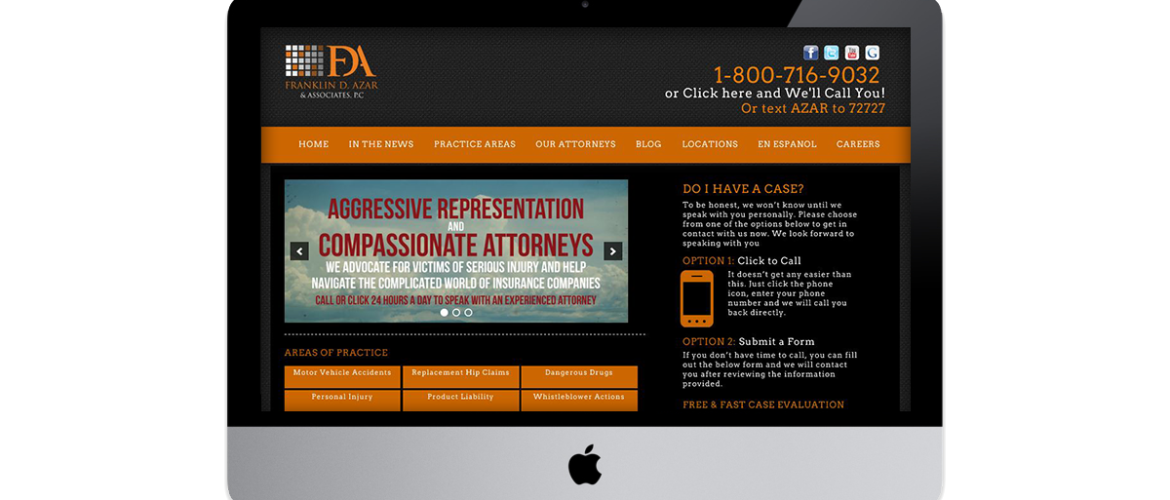 FDA
FRANKLIN D. AZAR
& ASSOCIATES, P.C
1-800-716-9032
or Click here and We'll Call You!
Or text AZAR to 72727
HOME IN THE NEWS PRACTICE AREAS OUR ATTORNEYS BLOG LOCATIONS EN ESPANOL CAREERS
AGGRESSIVE REPRESENTATION
AND
COMPASSIONATE ATTORNEYS
WE ADVOCATE FOR VICTIMS OF SERIOUS INJURY AND HELP
NAVIGATE THE COMPLICATED WORLD OF INSURANCE COMPANIES
CALL OR CLICK 24 HOURS A DAY TO SPEAK WITH AN EXPERIENCED ATTORNEY
AREAS OF PRACTICE
Motor Vehicle Accidents Replacement Hip Claims Dangerous Drugs
Personal Injury Product Liability Whistleblower Actions
DO I HAVE A CASE?
To be honest, we won't know until we
speak with you personally. Please choose
from one of the options below to get in
contact with us now. We look forward to
speaking with you
OPTION 1: Click to Call
It doesn't get any easier than
this. Just click the phone
icon, enter your phone
number and we will call you
back directly.
OPTION 2: Submit a Form
If you don't have time to call, you can fill
out the below form and we will contact
you after reviewing the information
provided.
FREE & FAST CASE EVALUATION